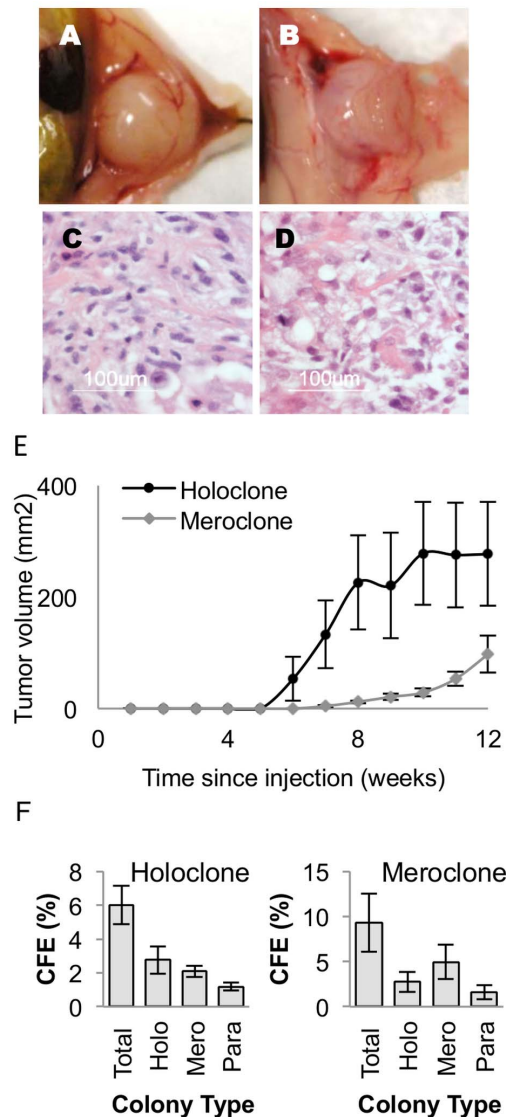 A
B
C
100um
D
100um
E
Tumor volume (mm2)
400
200
0
Holoclone
Meroclone
0 4 8 12
Time since injection (weeks)
F
Holoclone
CFE (%)
8
6
4
2
0
Total Holo Mero Para
Colony Type
Meroclone
CFE (%)
15
10
5
0
Total Holo Mero Para
Colony Type